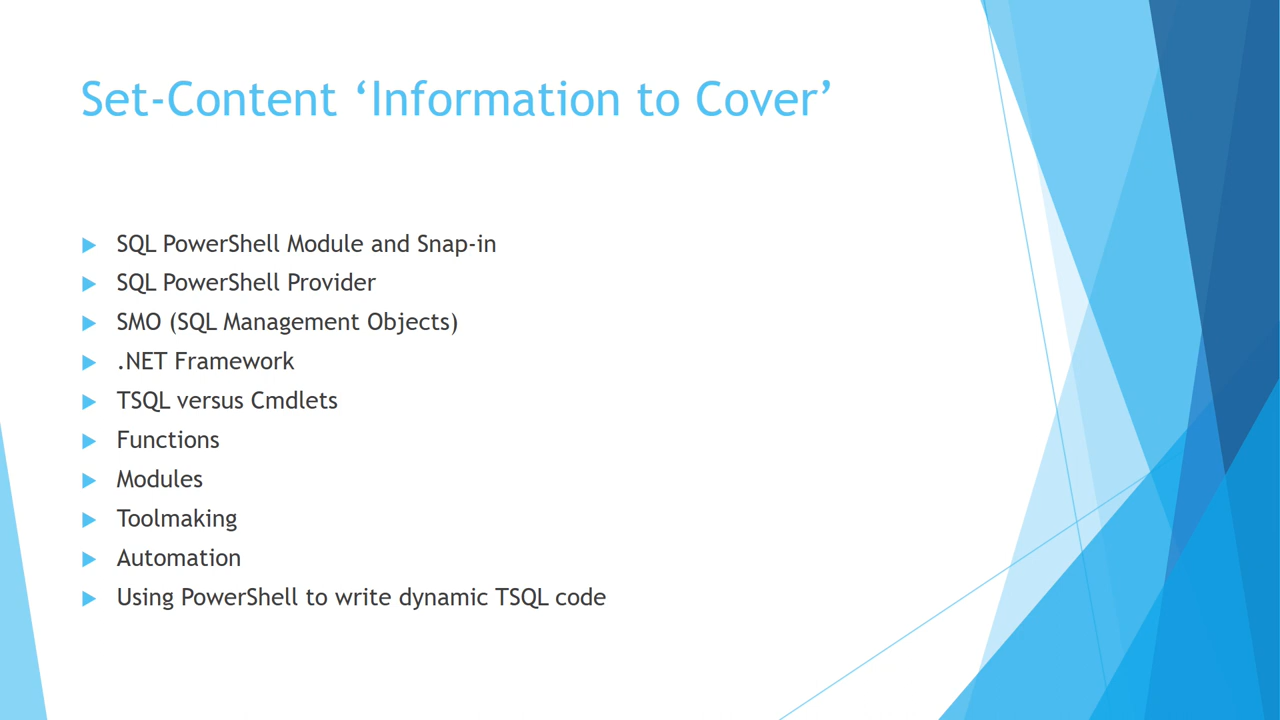 Set-Content ‘Information to Cover’
SQL PowerShell Module and Snap-in
SQL PowerShell Provider
SMO (SQL Management Objects)
.NET Framework
TSQL versus Cmdlets
Functions
Modules
Toolmaking
Automation
Using PowerShell to write dynamic TSQL code